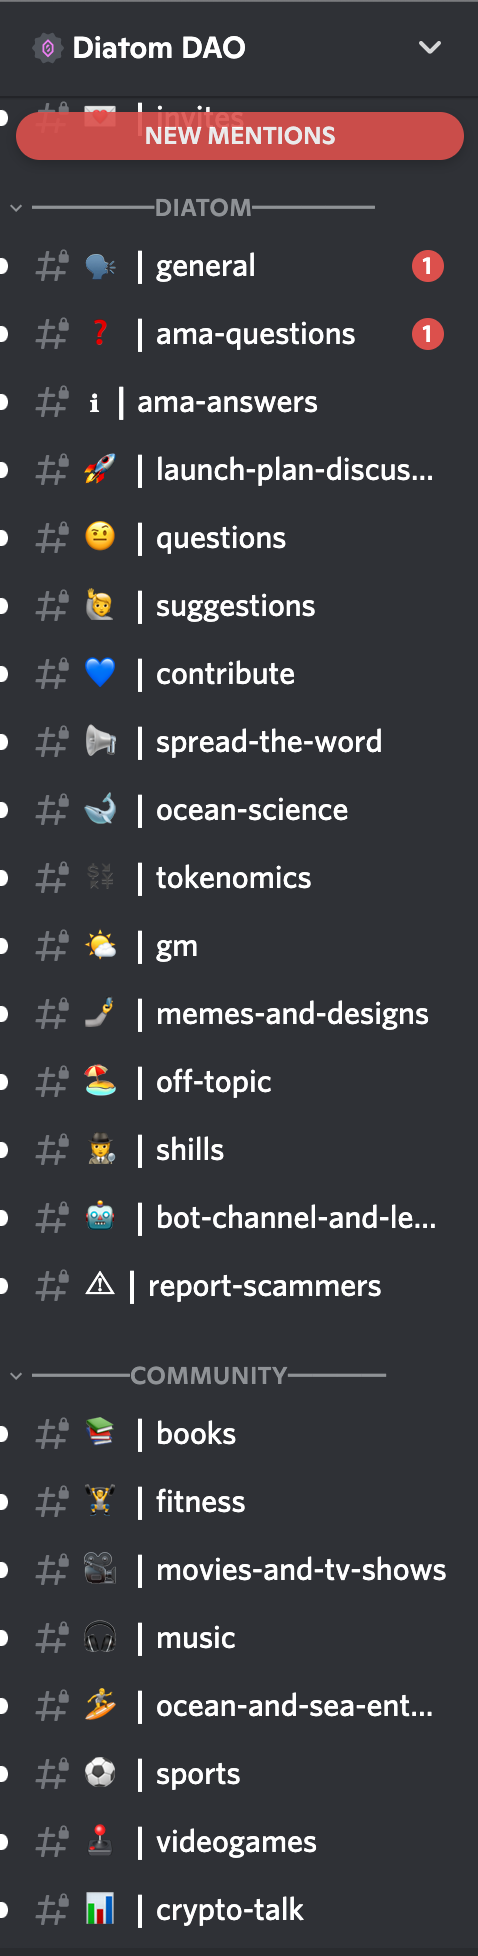 Diatom DAO
invites
NEW MENTIONS
DIATOM
general 1
ama-questions 1
ama-answers
launch-plan-discus...
questions
suggestions
contribute
spread-the-word
ocean-science
tokenomics
gm
memes-and-designs
off-topic
shills
bot-channel-and-le...
report-scammers
COMMUNITY
books
fitness
movies-and-tv-shows
music
ocean-and-sea-ent...
sports
videogames
crypto-talk